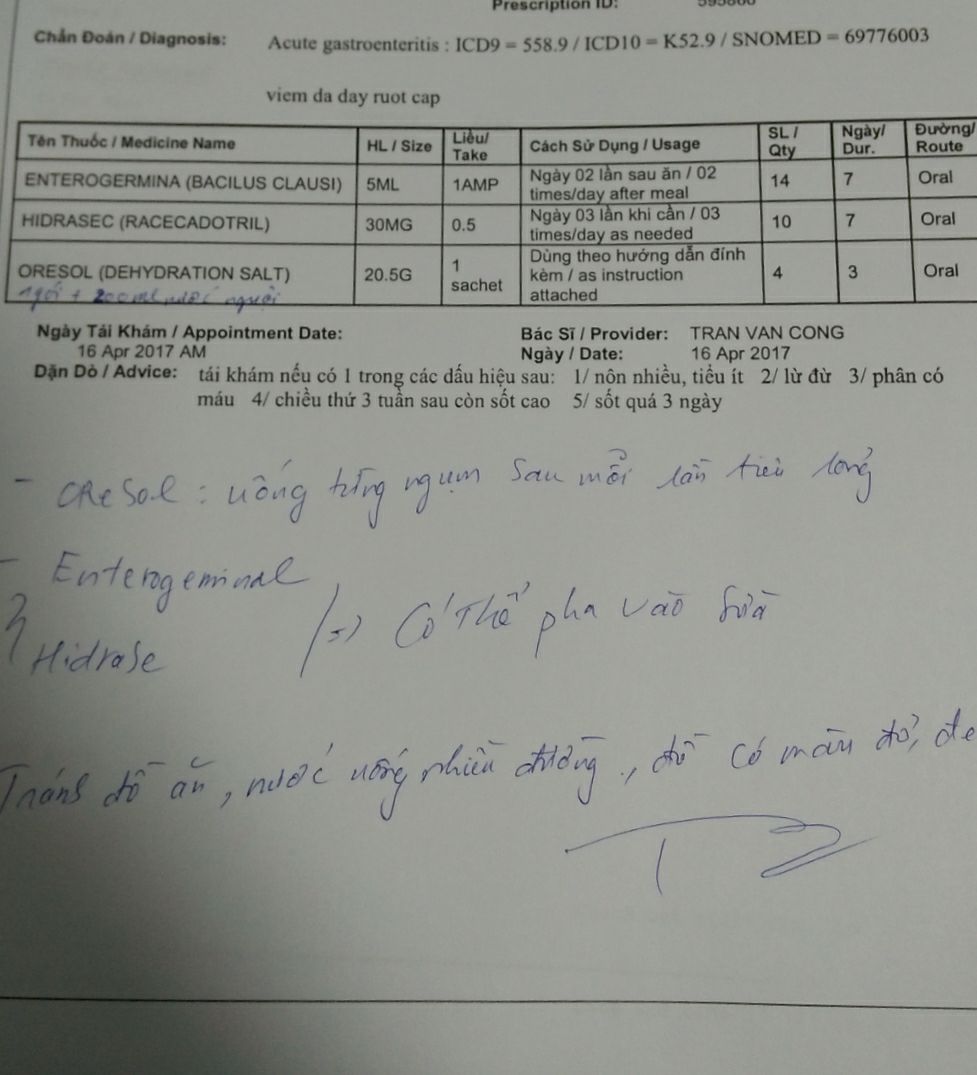 Prescription ID: 595860
Chẩn Đoán / Diagnosis: Acute gastroenteritis : ICD9 = 558.9 / ICD10 = K52.9 / SNOMED = 69776003
viem da day ruot cap
Tên Thuốc / Medicine Name HL / Size Liều/ Take Cách Sử Dụng / Usage SL / Qty Ngày/ Dur. Đường/ Route
ENTEROGERMINA (BACILUS CLAUSI) 5ML 1AMP Ngày 02 lần sau ăn / 02 times/day after meal 14 7 Oral
HIDRASEC (RACECADOTRIL) 30MG 0.5 Ngày 03 lần khi cần / 03 times/day as needed 10 7 Oral
ORESOL (DEHYDRATION SALT) 20.5G 1 sachet Dùng theo hướng dẫn đính kèm / as instruction attached 4 3 Oral
1 gói + 200ml nước nguội
Ngày Tái Khám / Appointment Date: Bác Sĩ / Provider: TRAN VAN CONG
16 Apr 2017 AM Ngày / Date: 16 Apr 2017
Dặn Dò / Advice: tái khám nếu có 1 trong các dấu hiệu sau: 1/ nôn nhiều, tiểu ít 2/ lừ đừ 3/ phân có
máu 4/ chiều thứ 3 tuần sau còn sốt cao 5/ sốt quá 3 ngày
- OReSol : uống từng ngụm sau mỗi lần tiêu lỏng
- Enterogeminal
Hidrase => Có thể pha vào sữa
Tránh đồ ăn, nước uống nhiều đường, đồ có màu đỏ, đe